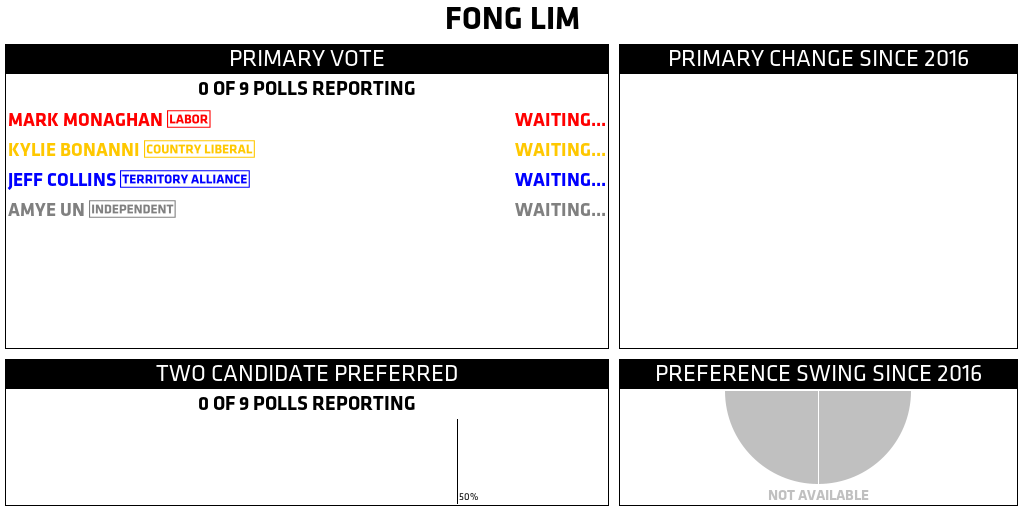 FONG LIM
PRIMARY VOTE
0 OF 9 POLLS REPORTING
MARK MONAGHAN LABOR WAITING...
KYLIE BONANNI COUNTRY LIBERAL WAITING...
JEFF COLLINS TERRITORY ALLIANCE WAITING...
AMYE UN INDEPENDENT WAITING...
PRIMARY CHANGE SINCE 2016
TWO CANDIDATE PREFERRED
0 OF 9 POLLS REPORTING
50%
PREFERENCE SWING SINCE 2016
NOT AVAILABLE